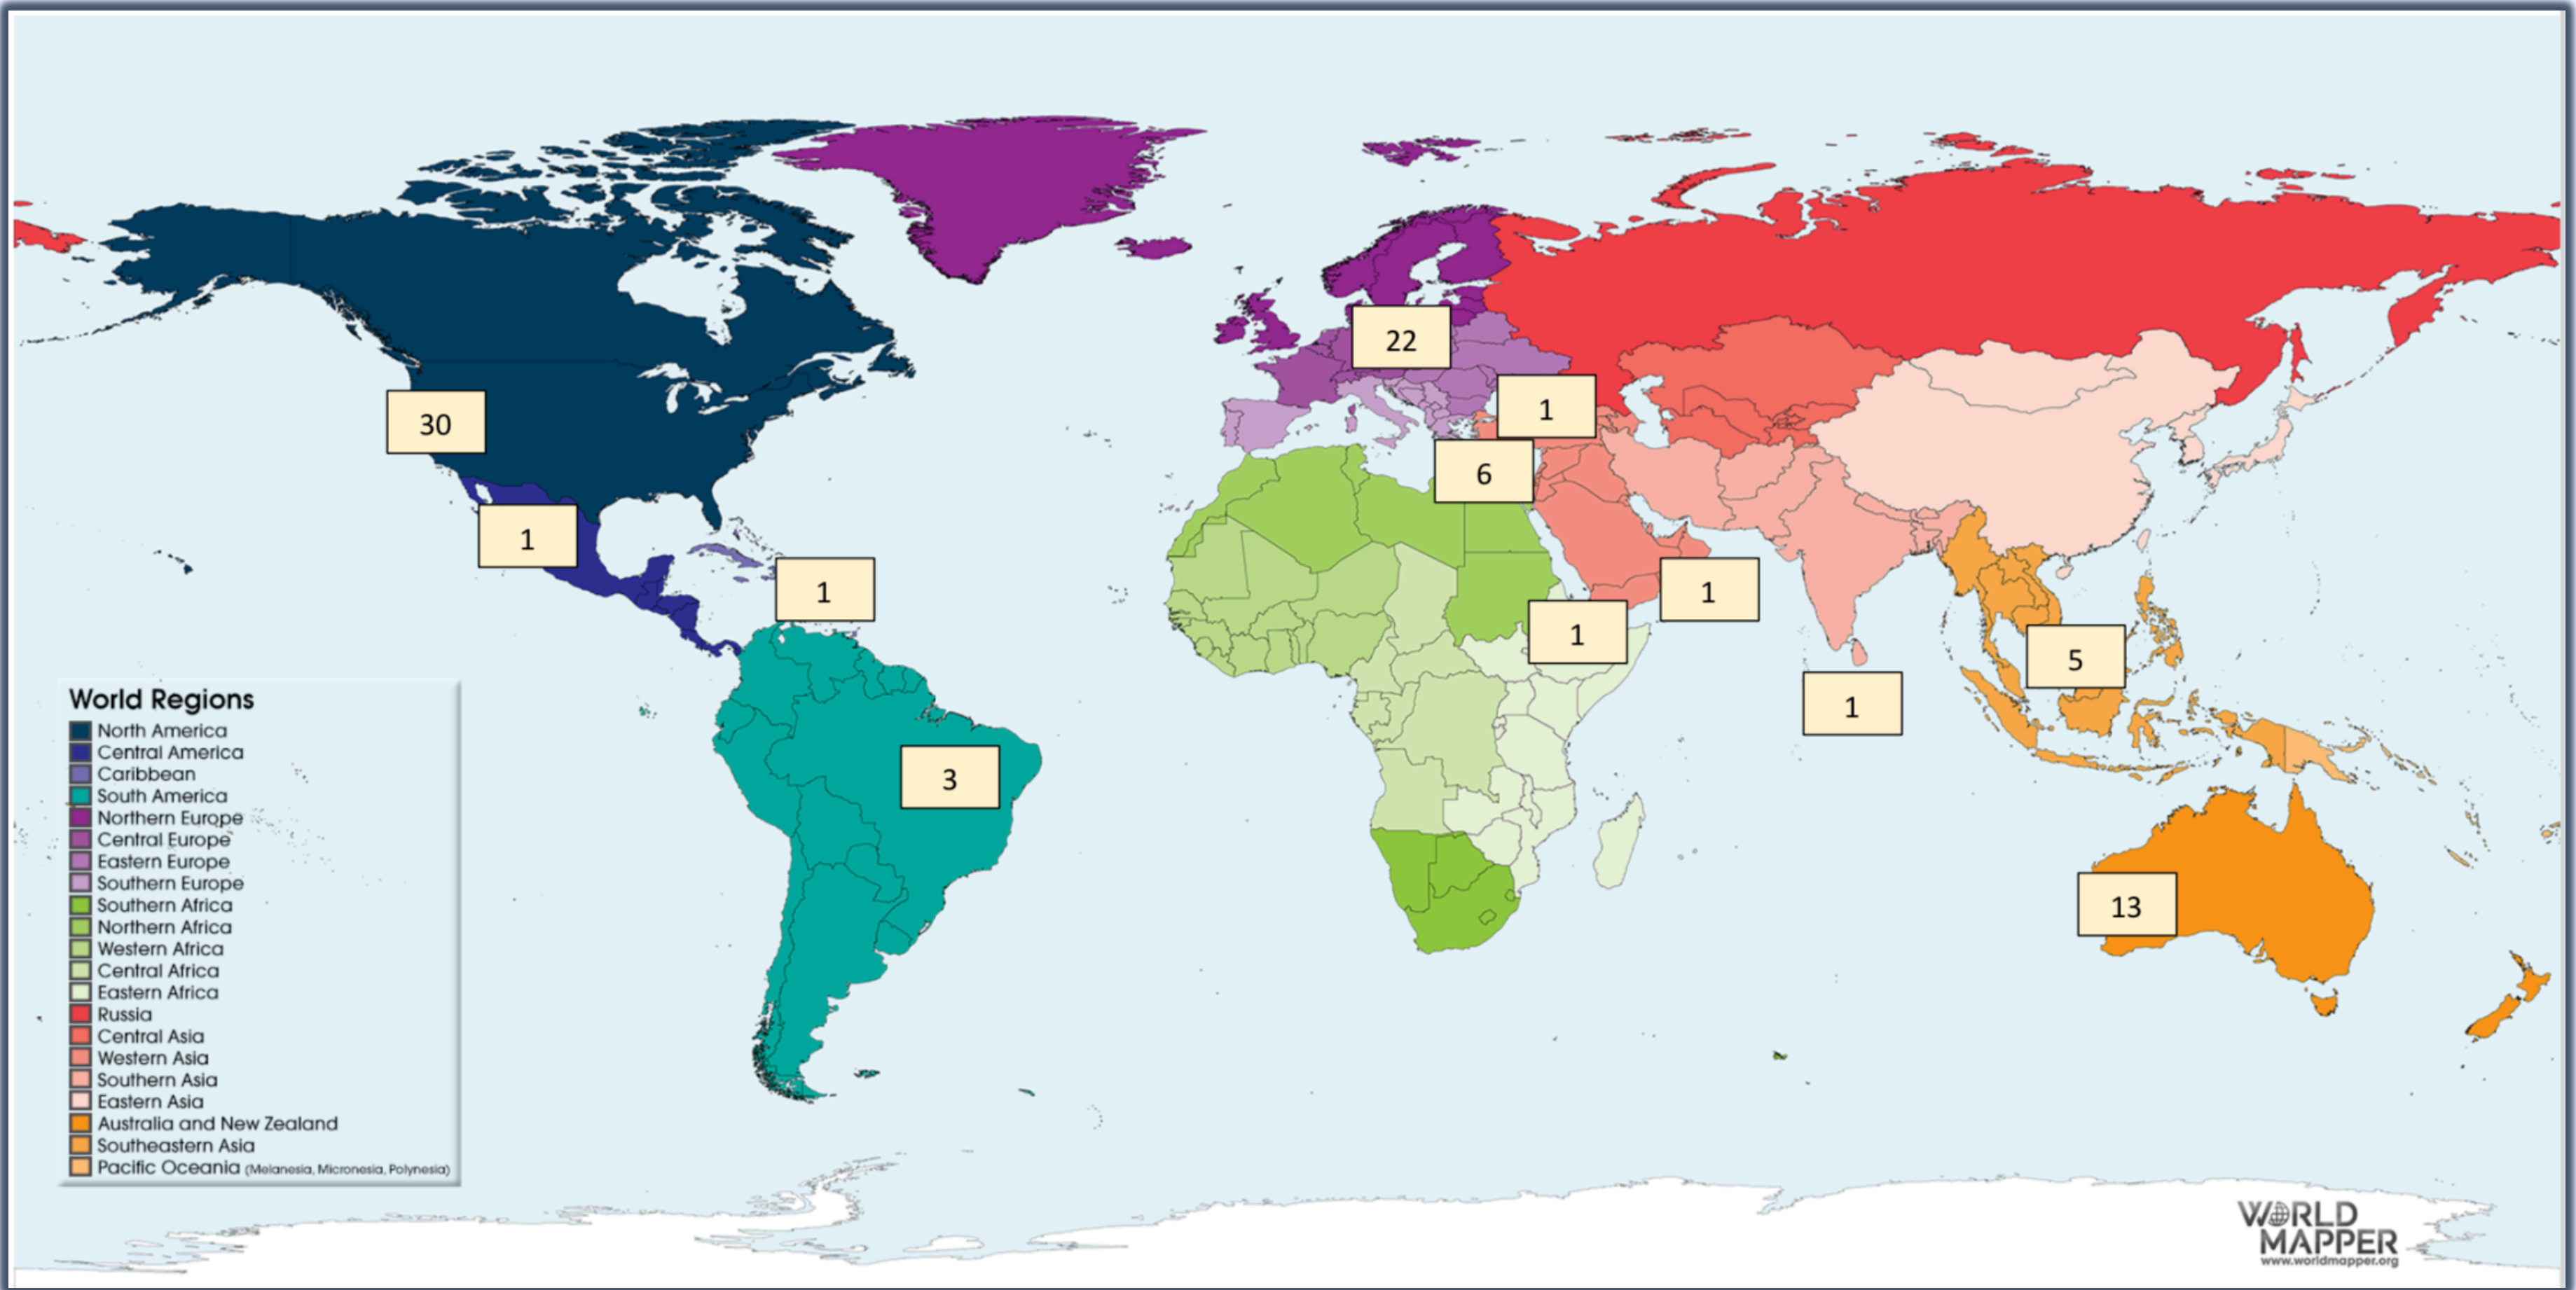 22
30
1
6
1
1
1
1
5
1
3
13
World Regions
North America
Central America
Caribbean
South America
Northern Europe
Central Europe
Eastern Europe
Southern Europe
Southern Africa
Northern Africa
Western Africa
Central Africa
Eastern Africa
Russia
Central Asia
Western Asia
Southern Asia
Eastern Asia
Australia and New Zealand
Southeastern Asia
Pacific Oceania (Melanesia, Micronesia, Polynesia)
WORLD
MAPPER
www.worldmapper.org